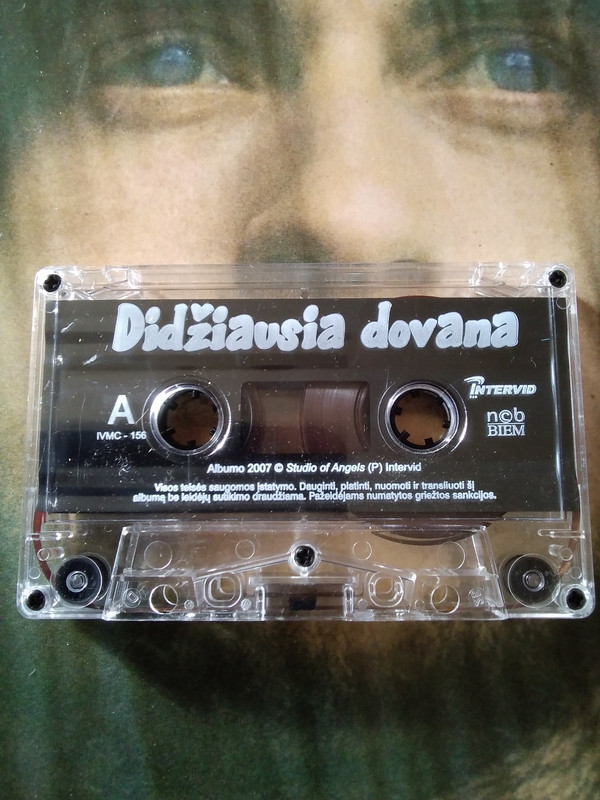 Didžiausia dovana
A
IVMC - 156
INTERVID
ncb
BIEM
Albumo 2007 © Studio of Angels (P) Intervid
Visos teisės saugomos įstatymo. Dauginti, platinti, nuomoti ir transliuoti šį
albumą be leidėjų sutikimo draudžiama. Pažeidėjams numatytos griežtos sankcijos.